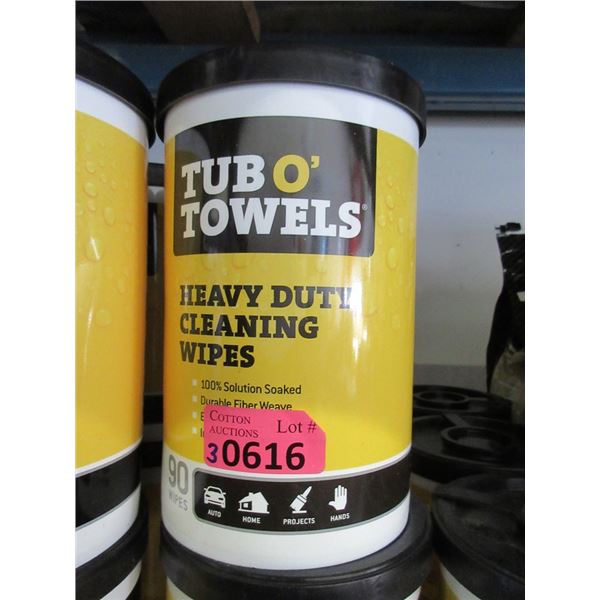 TUB O'
TOWELS®
HEAVY DUTY
CLEANING
WIPES
100% Solution Soaked
Durable Fiber Weave
COTTON
AUCTIONS
Lot #
30616
90
WIPES
AUTO
HOME
PROJECTS
HANDS